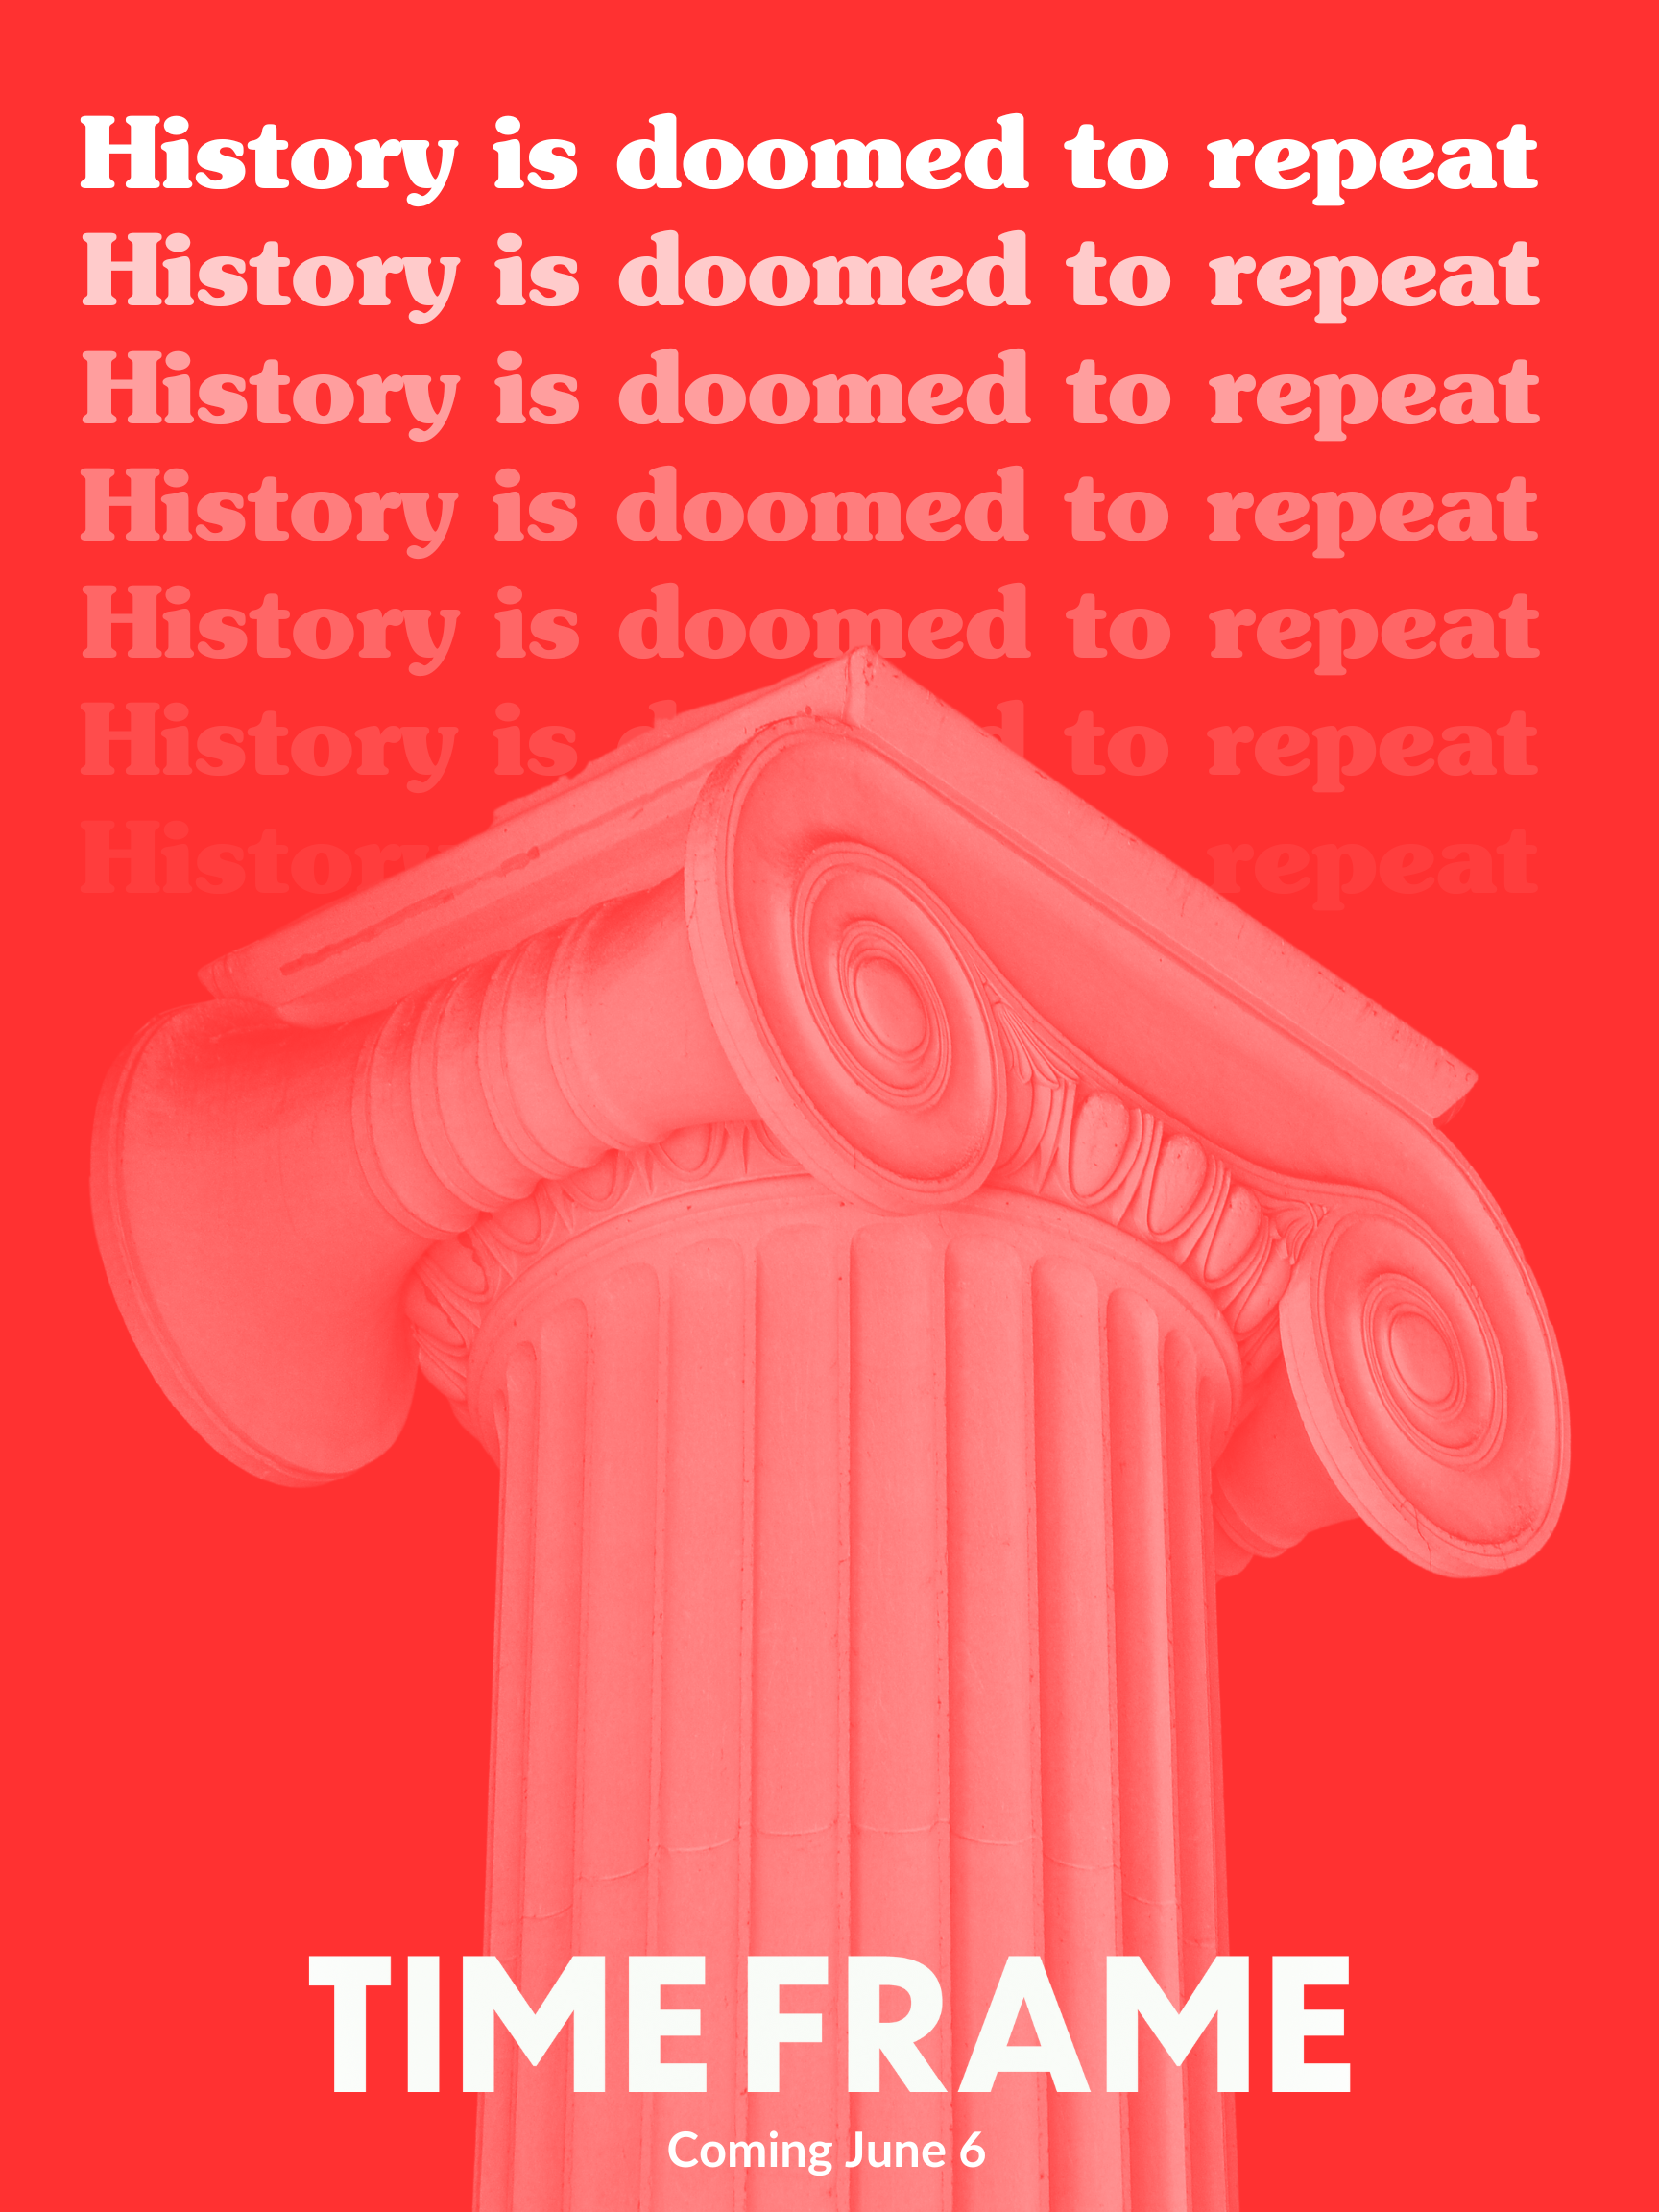 History is doomed to repeat
History is doomed to repeat
History is doomed to repeat
History is doomed to repeat
History is doomed to repeat
History is d d to repeat
History repeat
TIME FRAME
Coming June 6